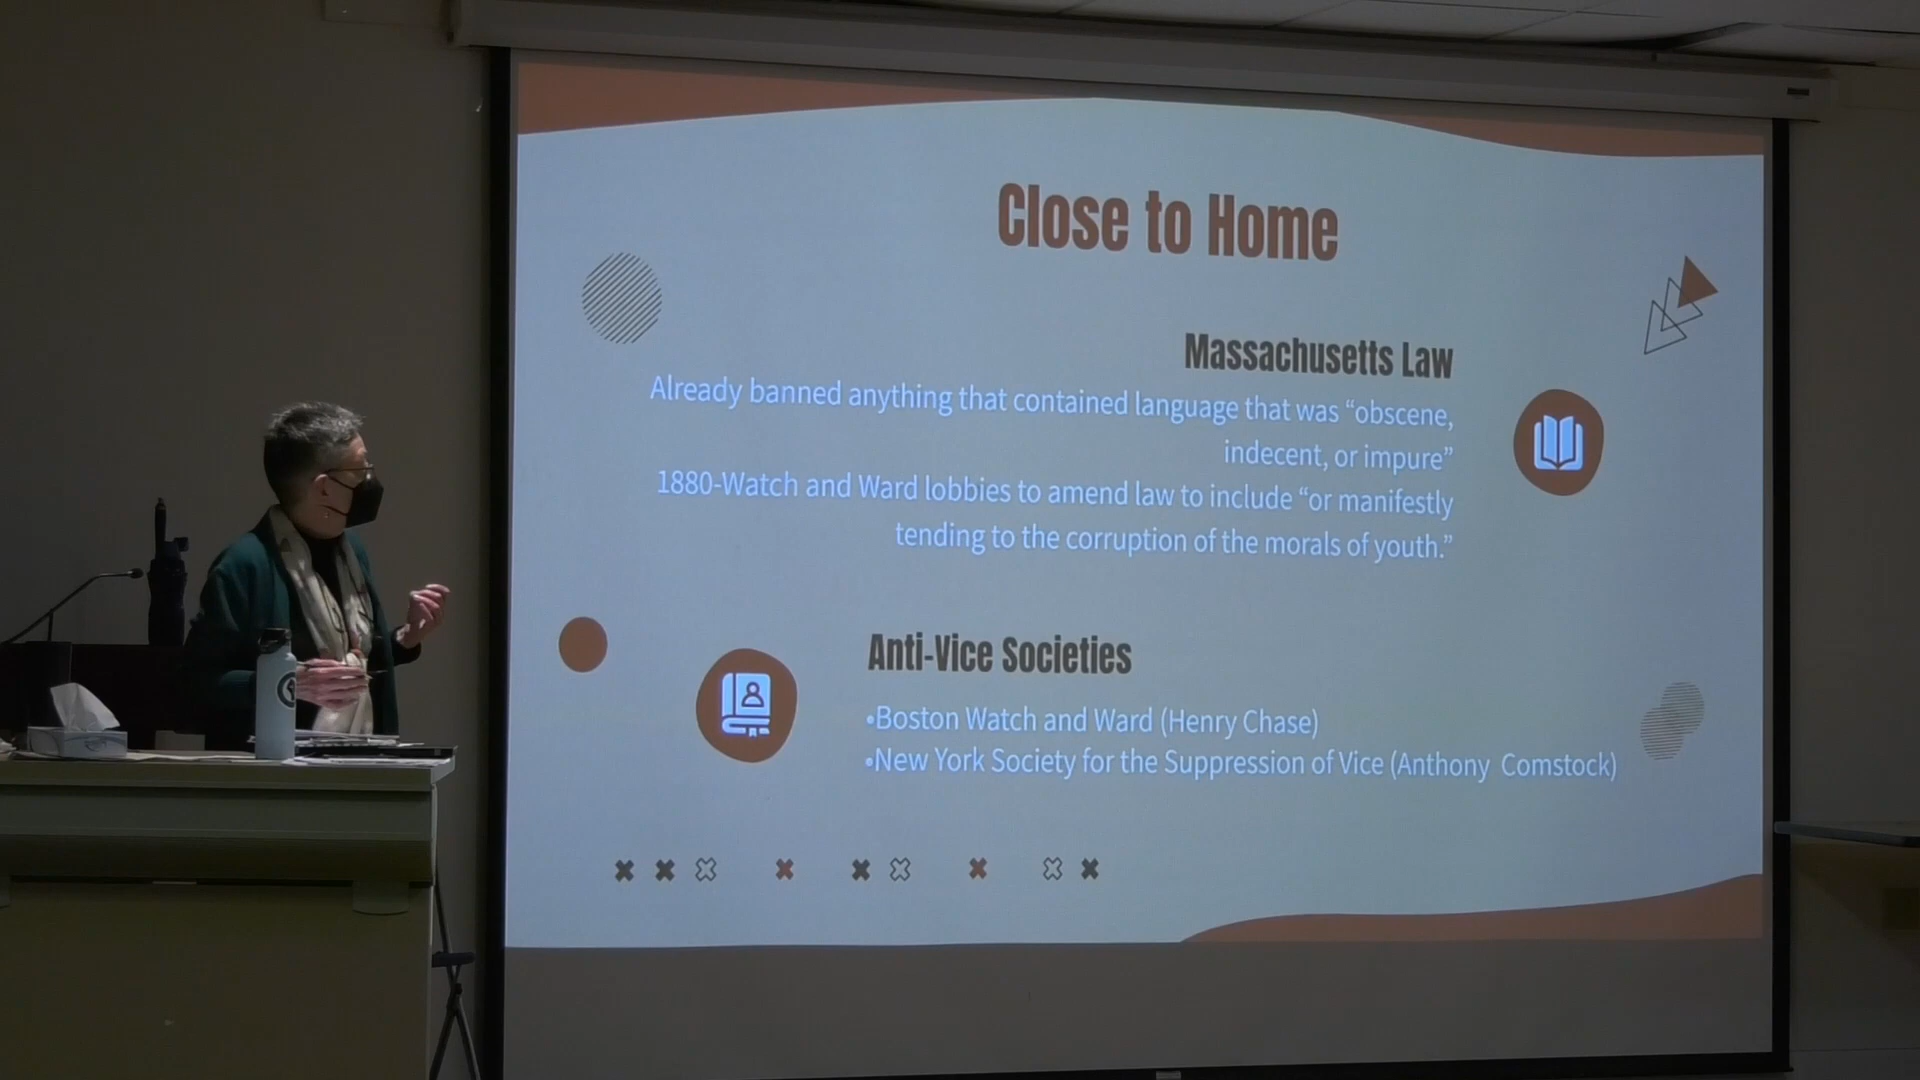 Close to Home
Massachusetts Law
Already banned anything that contained language that was “obscene,
indecent, or impure”
1880-Watch and Ward lobbies to amend law to include “or manifestly
tending to the corruption of the morals of youth.”
Anti-Vice Societies
•Boston Watch and Ward (Henry Chase)
•New York Society for the Suppression of Vice (Anthony Comstock)